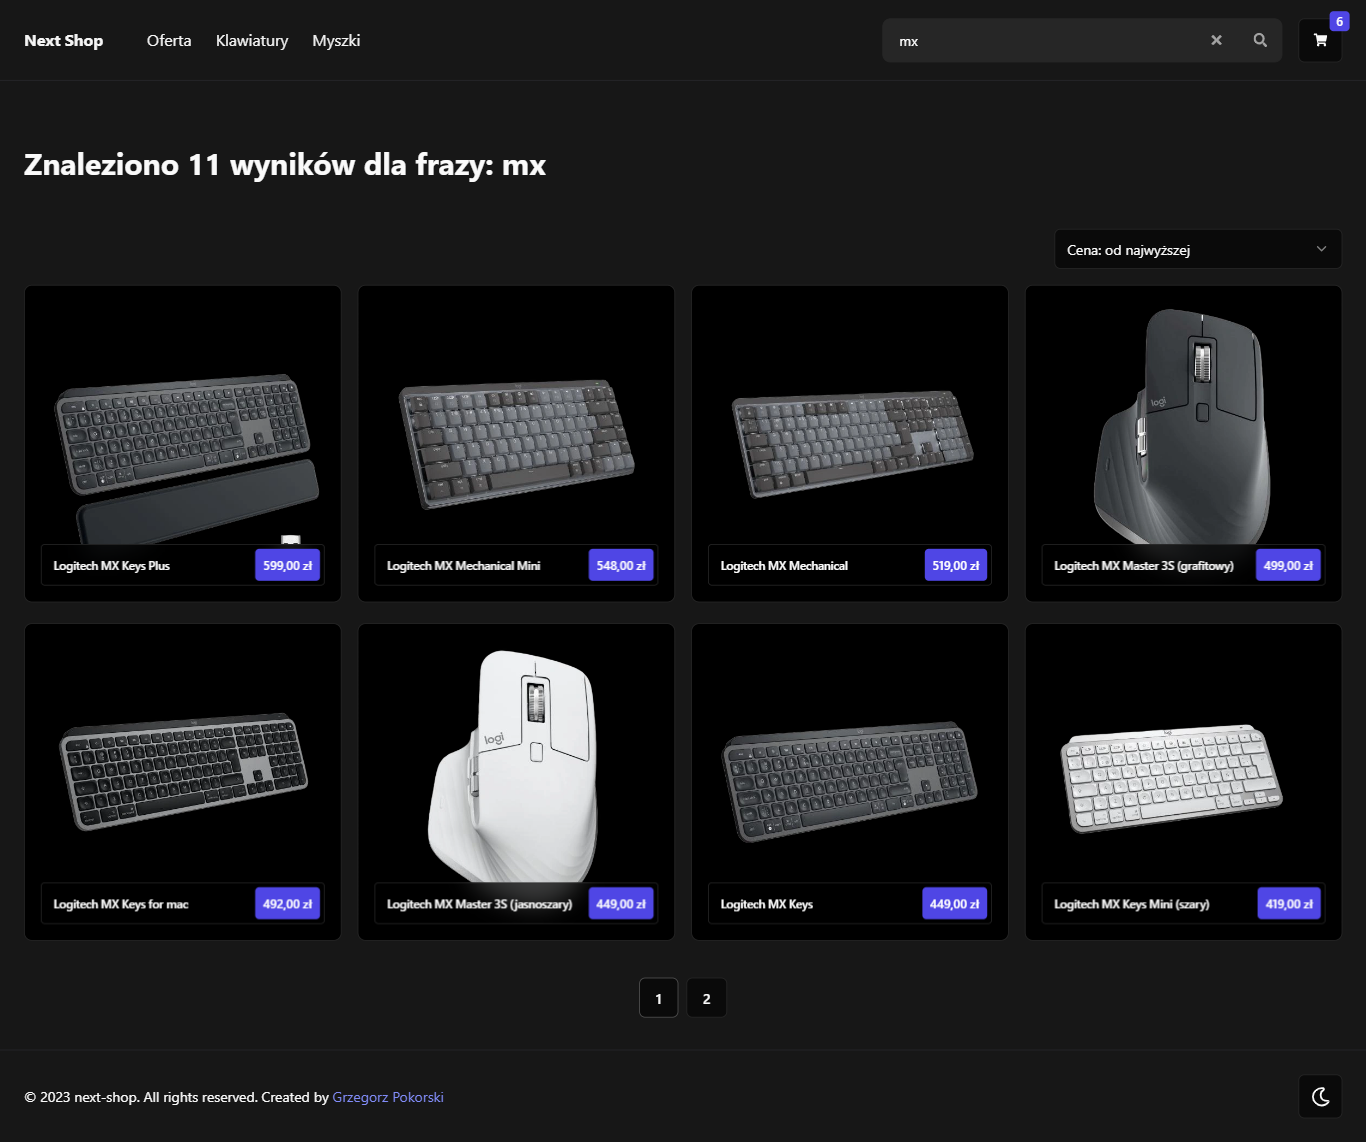 Next Shop
Oferta
Klawiatury
Myszki
mx
6
Znaleziono 11 wyników dla frazy: mx
Cena: od najwyższej
Logitech MX Keys Plus
599,00 zł
Logitech MX Mechanical Mini
548,00 zł
Logitech MX Mechanical
519,00 zł
logi
Logitech MX Master 3S (grafitowy)
499,00 zł
Logitech MX Keys for mac
492,00 zł
logi
Logitech MX Master 3S (jasnoszary)
449,00 zł
Logitech MX Keys
449,00 zł
logi
Logitech MX Keys Mini (szary)
419,00 zł
1
2
© 2023 next-shop. All rights reserved. Created by Grzegorz Pokorski